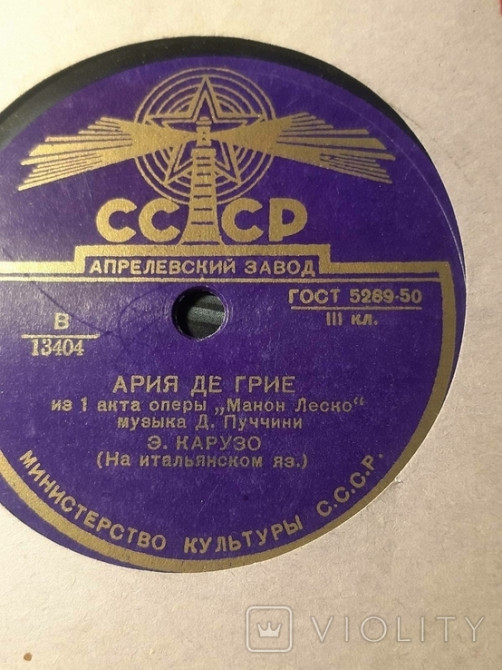 СССР
АПРЕЛЕВСКИЙ ЗАВОД
ГОСТ 5289-50
III кл.
В
13404
АРИЯ ДЕ ГРИЕ
из 1 акта оперы „Манон Леско“
музыка Д. Пуччини
Э. КАРУЗО
(На итальянском яз.)
МИНИСТЕРСТВО КУЛЬТУРЫ С.С.С.Р.
VIOLITY